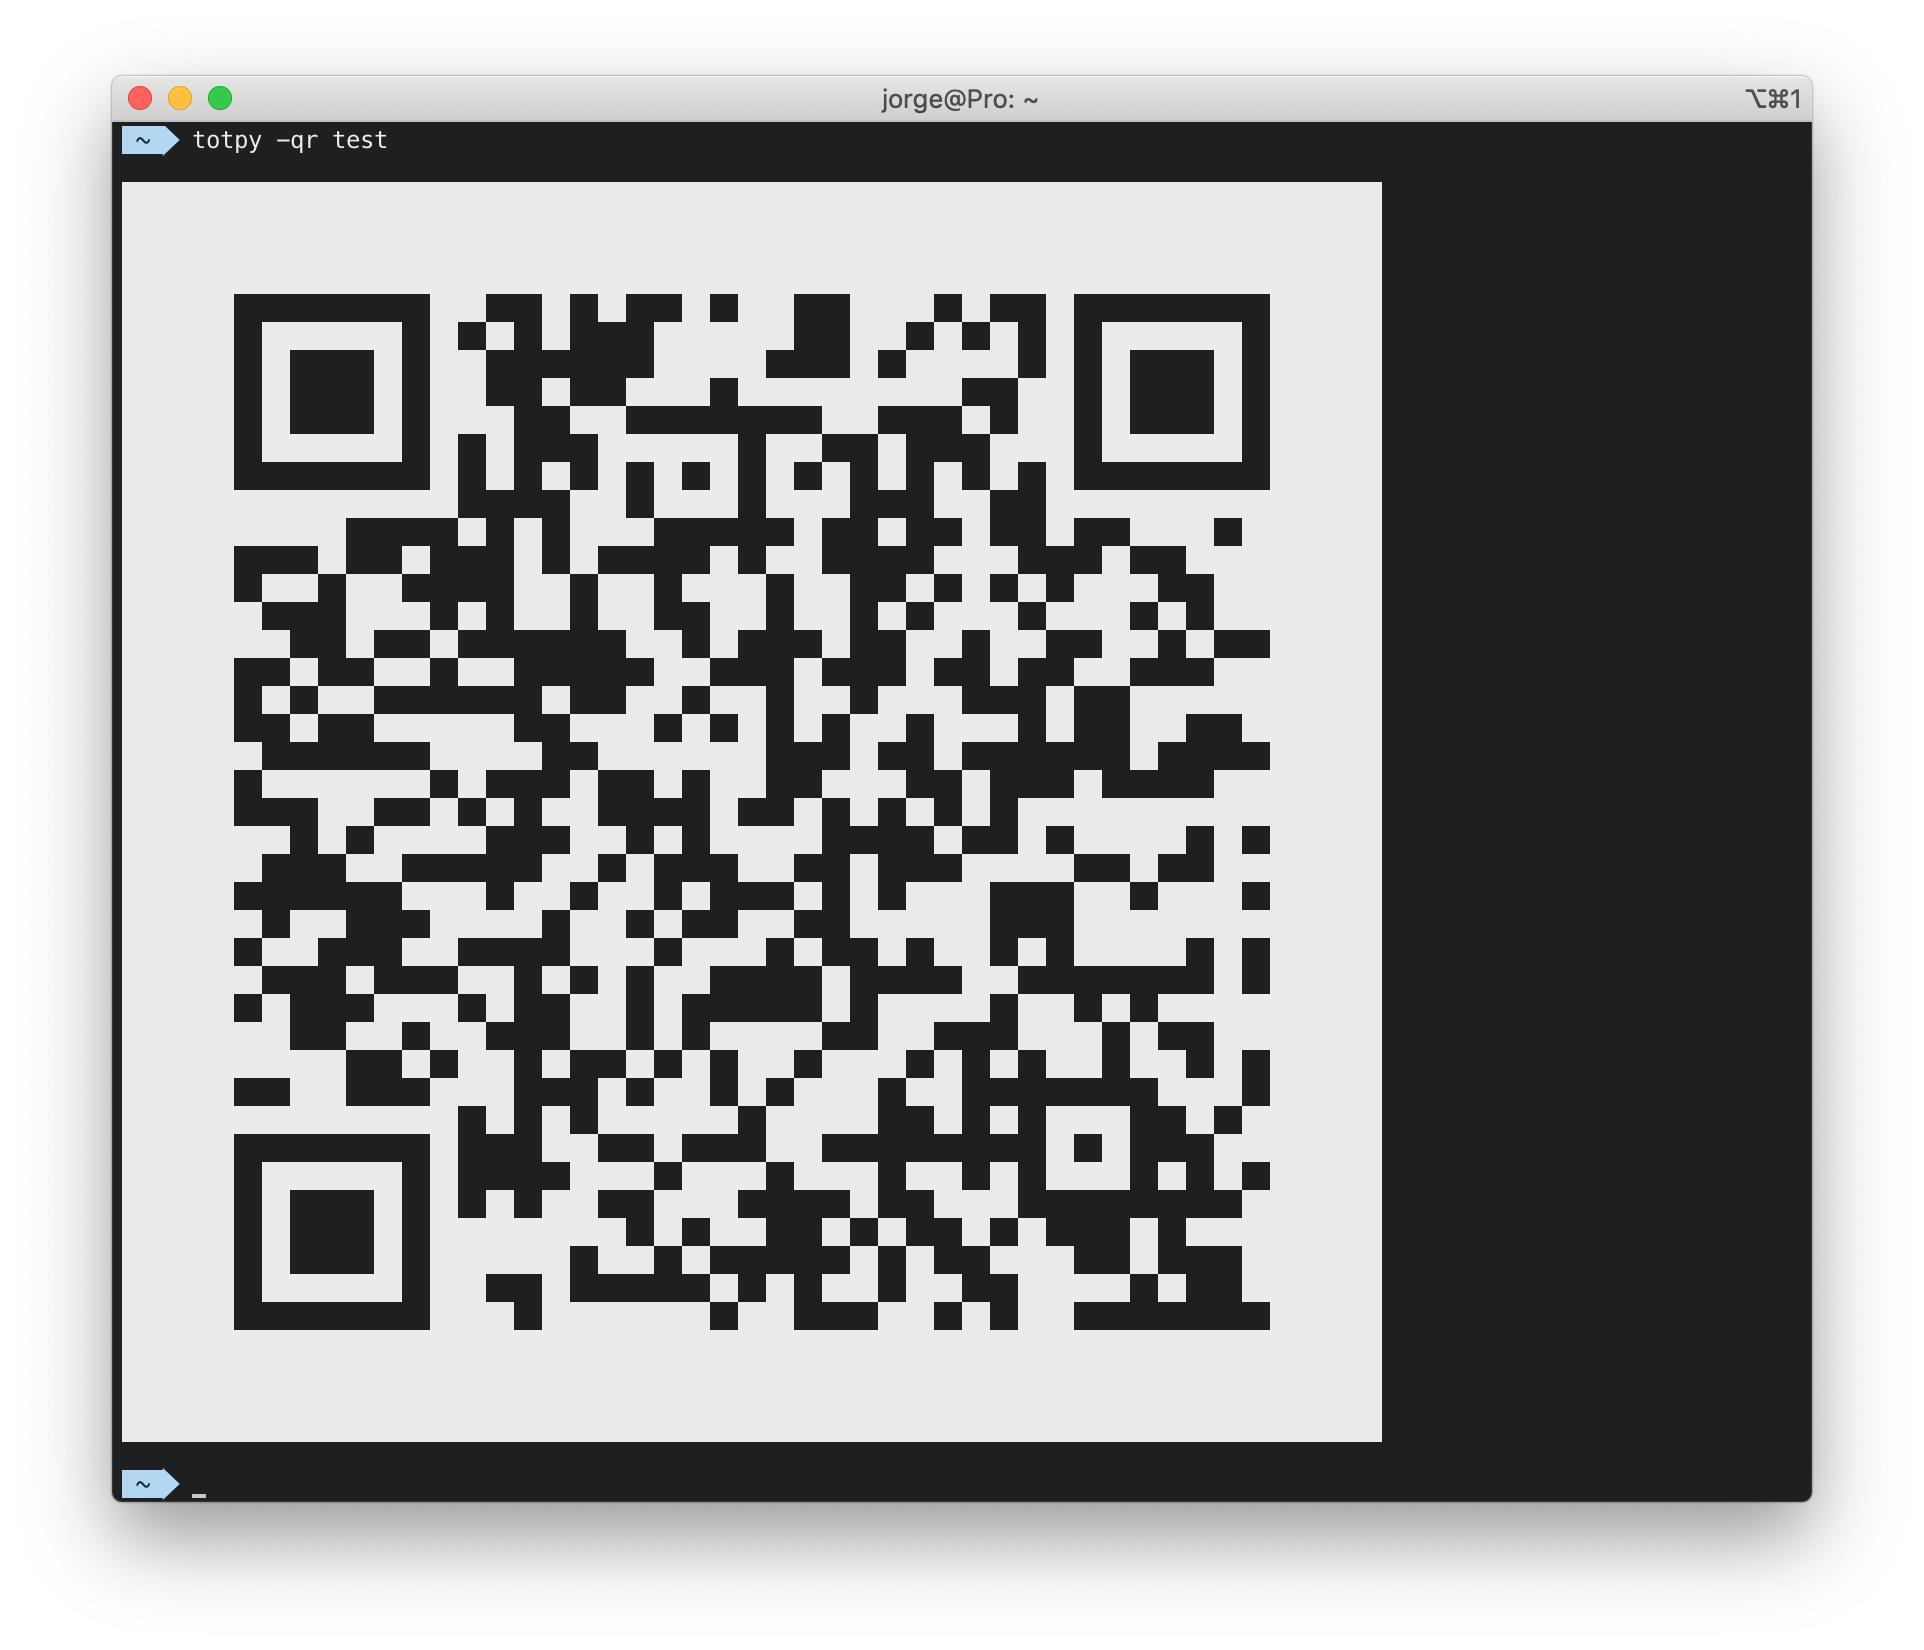 jorge@Pro: ~ ⌥⌘1
~ totpy -qr test
~ _